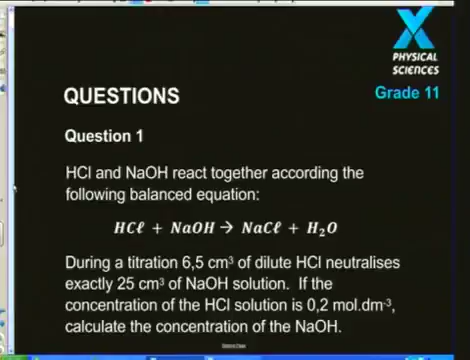 X
PHYSICAL
SCIENCES
Grade 11
QUESTIONS
Question 1
HCl and NaOH react together according the
following balanced equation:
HCℓ + NaOH → NaCℓ + H₂O
During a titration 6,5 cm³ of dilute HCl neutralises
exactly 25 cm³ of NaOH solution. If the
concentration of the HCl solution is 0,2 mol.dm⁻³,
calculate the concentration of the NaOH.